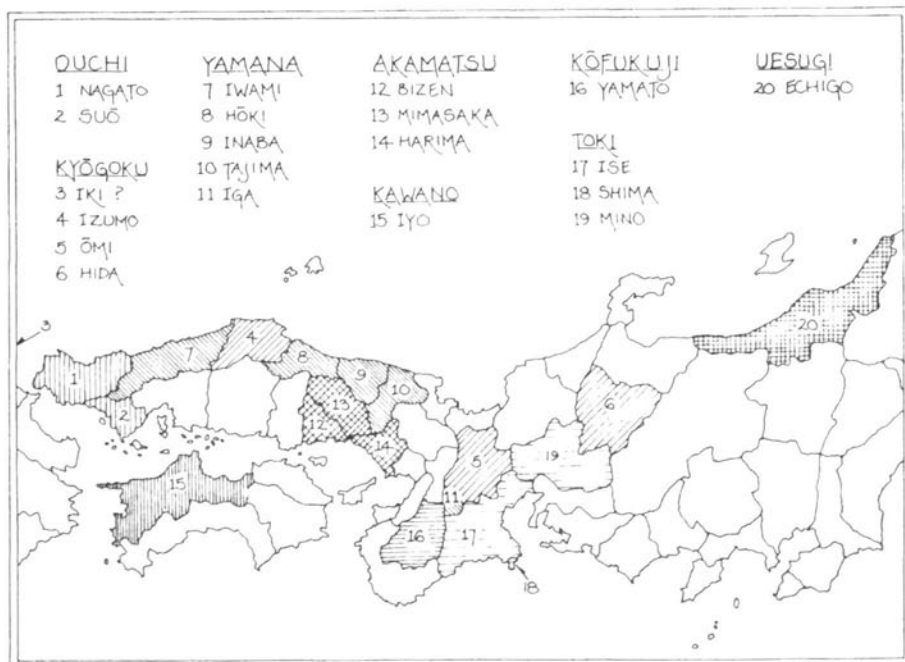 OUCHI
1 NAGATO
2 SUŌ
KYŌGOKU
3 IKI ?
4 IZUMO
5 ŌMI
6 HIDA
YAMANA
7 IWAMI
8 HŌKI
9 INABA
10 TAJIMA
11 IGA
AKAMATSU
12 BIZEN
13 MIMASAKA
14 HARIMA
KAWANO
15 IYO
KŌFUKUJI
16 YAMATO
TOKI
17 ISE
18 SHIMA
19 MINO
UESUGI
20 ECHIGO
3
1
2
7
4
8
9
10
13
12
14
15
5
11
16
17
18
19
6
20